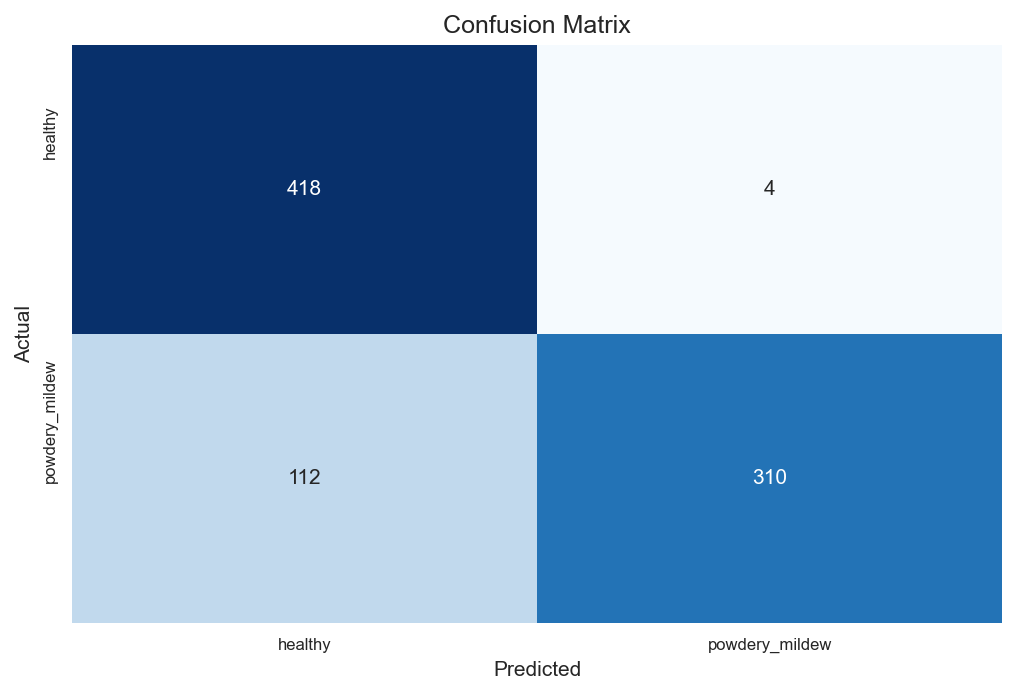 Confusion Matrix
Actual
healthy
418
4
powdery_mildew
112
310
healthy
powdery_mildew
Predicted